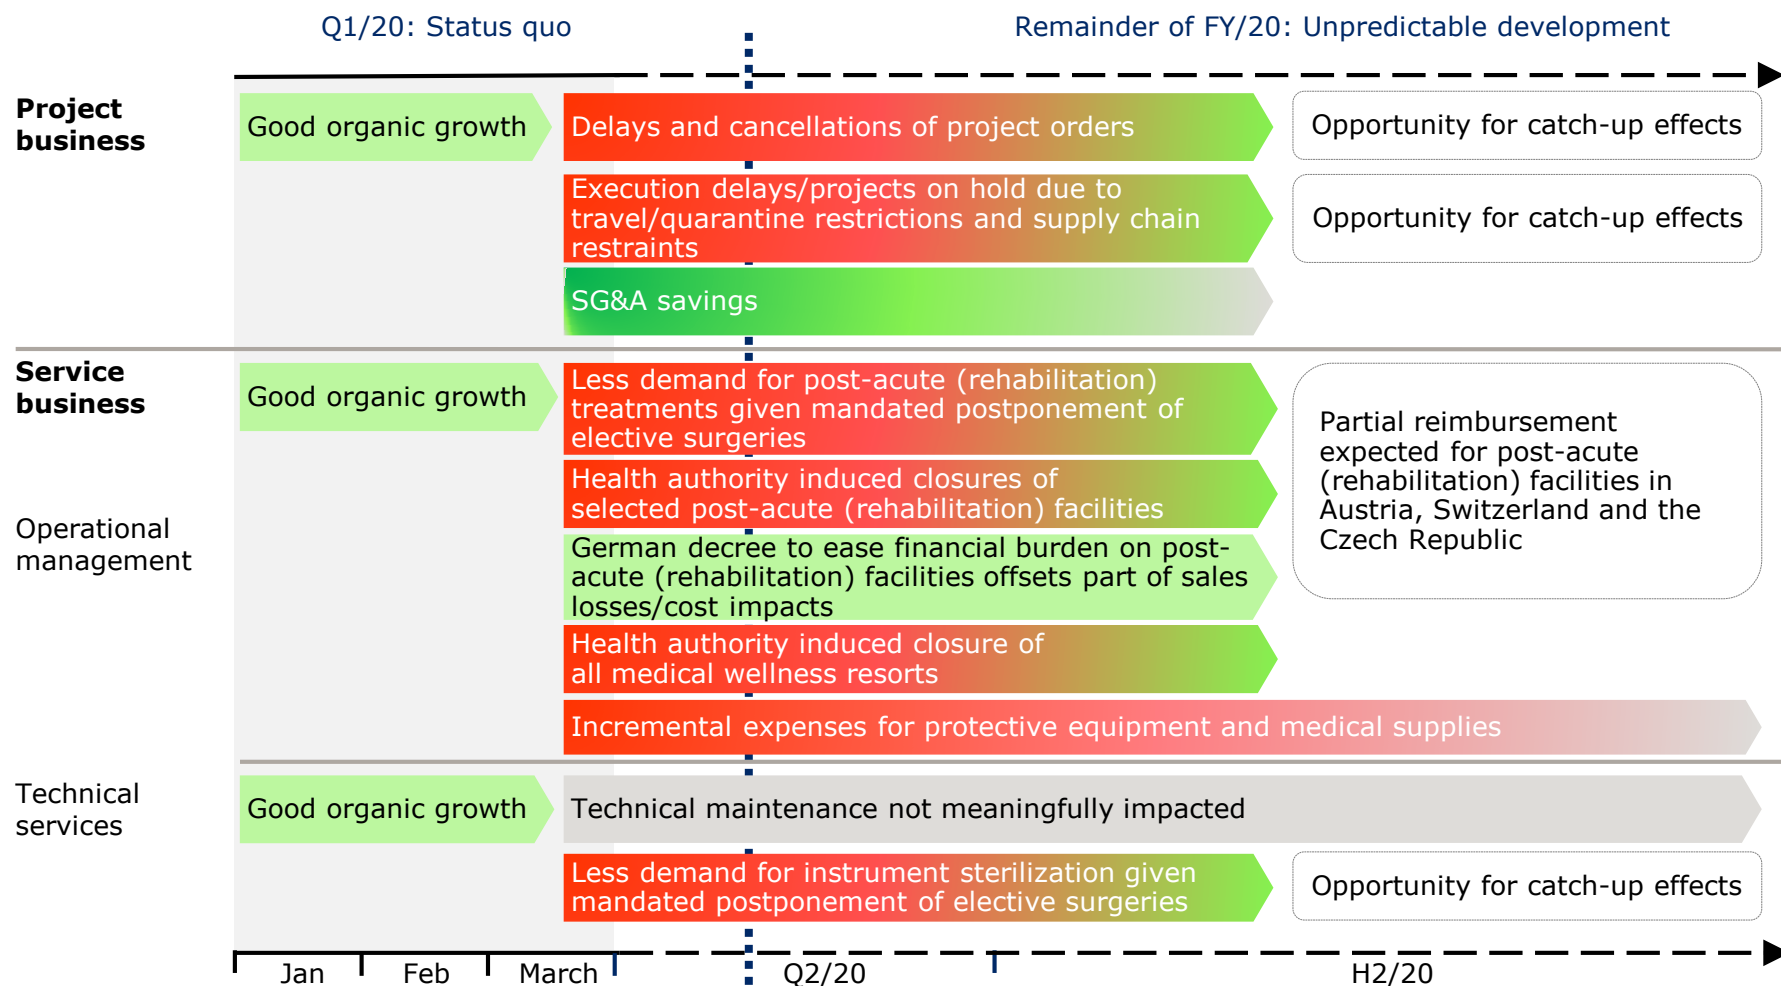 Q1/20: Status quo
Remainder of FY/20: Unpredictable development
Project
business
Good organic growth
Delays and cancellations of project orders
Opportunity for catch-up effects
Execution delays/projects on hold due to
travel/quarantine restrictions and supply chain
restraints
Opportunity for catch-up effects
SG&A savings
Service
business
Good organic growth
Less demand for post-acute (rehabilitation)
treatments given mandated postponement of
elective surgeries
Partial reimbursement
expected for post-acute
(rehabilitation) facilities in
Austria, Switzerland and the
Czech Republic
Health authority induced closures of
selected post-acute (rehabilitation) facilities
Operational
management
German decree to ease financial burden on post-
acute (rehabilitation) facilities offsets part of sales
losses/cost impacts
Health authority induced closure of
all medical wellness resorts
Incremental expenses for protective equipment and medical supplies
Technical
services
Good organic growth
Technical maintenance not meaningfully impacted
Less demand for instrument sterilization given
mandated postponement of elective surgeries
Opportunity for catch-up effects
Jan
Feb
March
Q2/20
H2/20